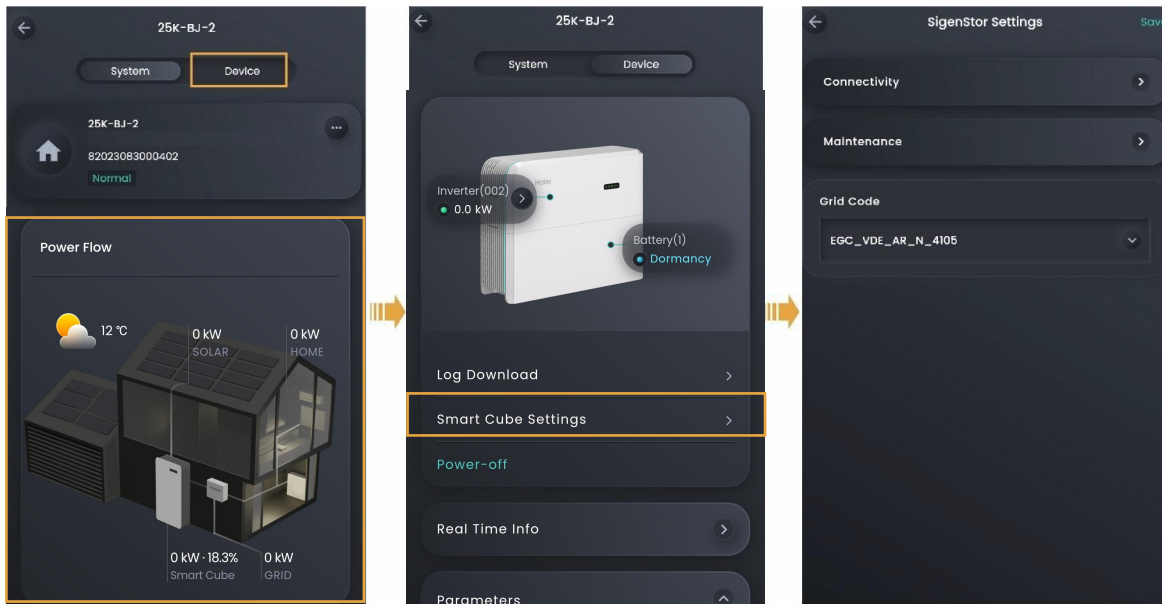 25K-BJ-2
System Device
25K-BJ-2
82023083000402
Normal
Power Flow
12 ℃
0 kW
SOLAR
0 kW
HOME
0 kW · 18.3%
Smart Cube
0 kW
GRID
25K-BJ-2
System Device
Haier
Inverter(002)
0.0 kW
Battery(1)
Dormancy
Log Download
Smart Cube Settings
Power-off
Real Time Info
Parameters
SigenStor Settings
Save
Connectivity
Maintenance
Grid Code
EGC_VDE_AR_N_4105